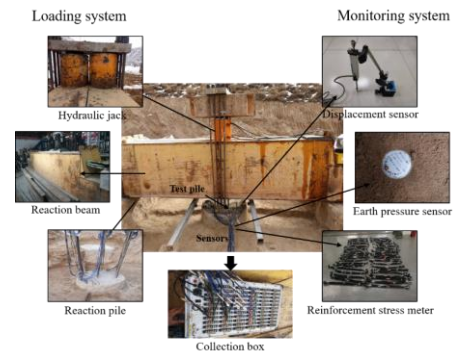 Loading system
Monitoring system
Hydraulic jack
Displacement sensor
Reaction beam
Test pile
Earth pressure sensor
Sensors
Reaction pile
Reinforcement stress meter
Collection box